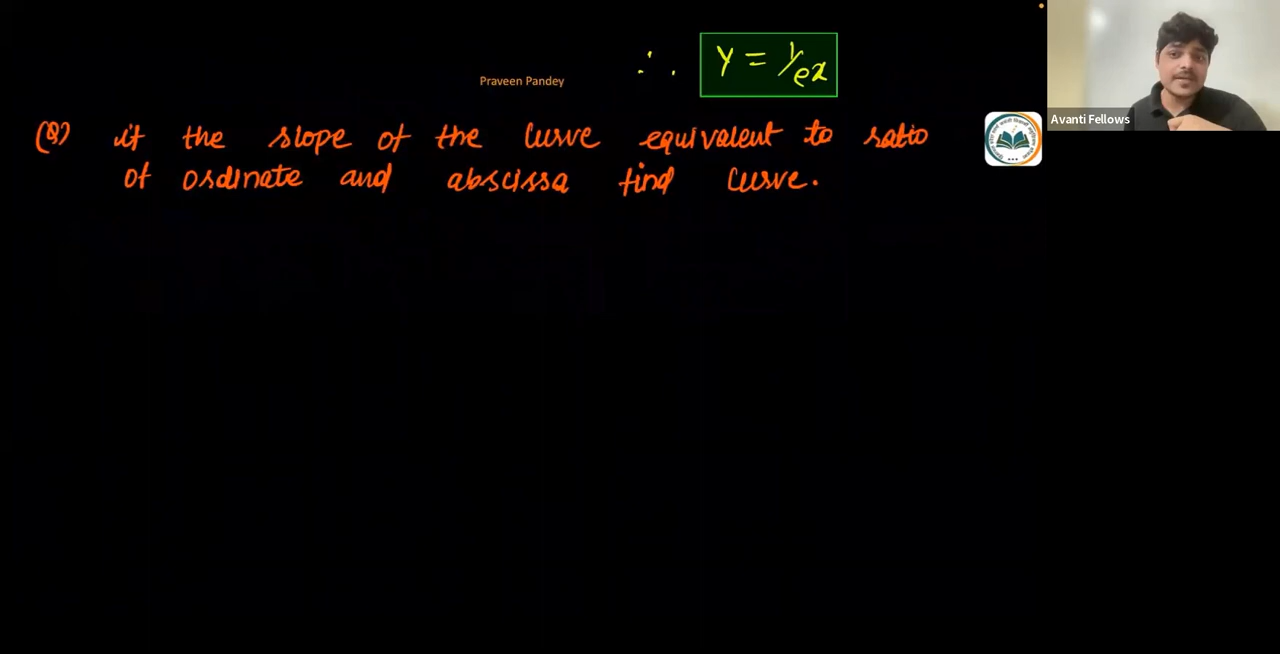 ∴ y = 1/ex
Praveen Pandey
(Q) if the slope of the curve equivalent to ratio
of ordinate and abscissa find curve.
Avanti Fellows